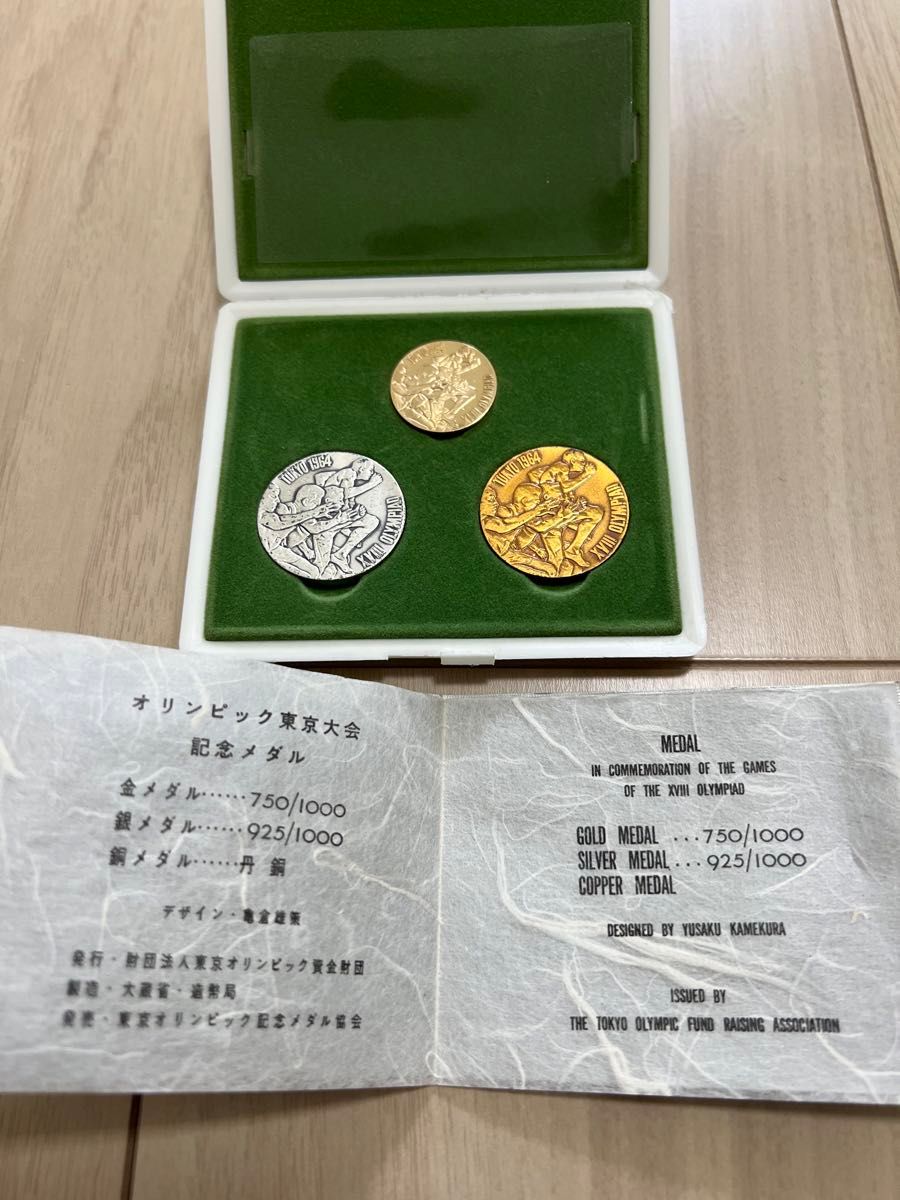 TOKYO 1964
XVIII OLYMPIAD
TOKYO 1964
XVIII OLYMPIAD
オリンピック東京大会
記念メダル
金メダル……750/1000
銀メダル……925/1000
銅メダル……丹銅
デザイン・亀倉雄策
発行・財団法人東京オリンピック資金財団
製造・大蔵省・造幣局
発売・東京オリンピック記念メダル協会
MEDAL
IN COMMEMORATION OF THE GAMES
OF THE XVIII OLYMPIAD
GOLD MEDAL ...750/1000
SILVER MEDAL...925/1000
COPPER MEDAL
DESIGNED BY YUSAKU KAMEKURA
ISSUED BY
THE TOKYO OLYMPIC FUND RAISING ASSOCIATION